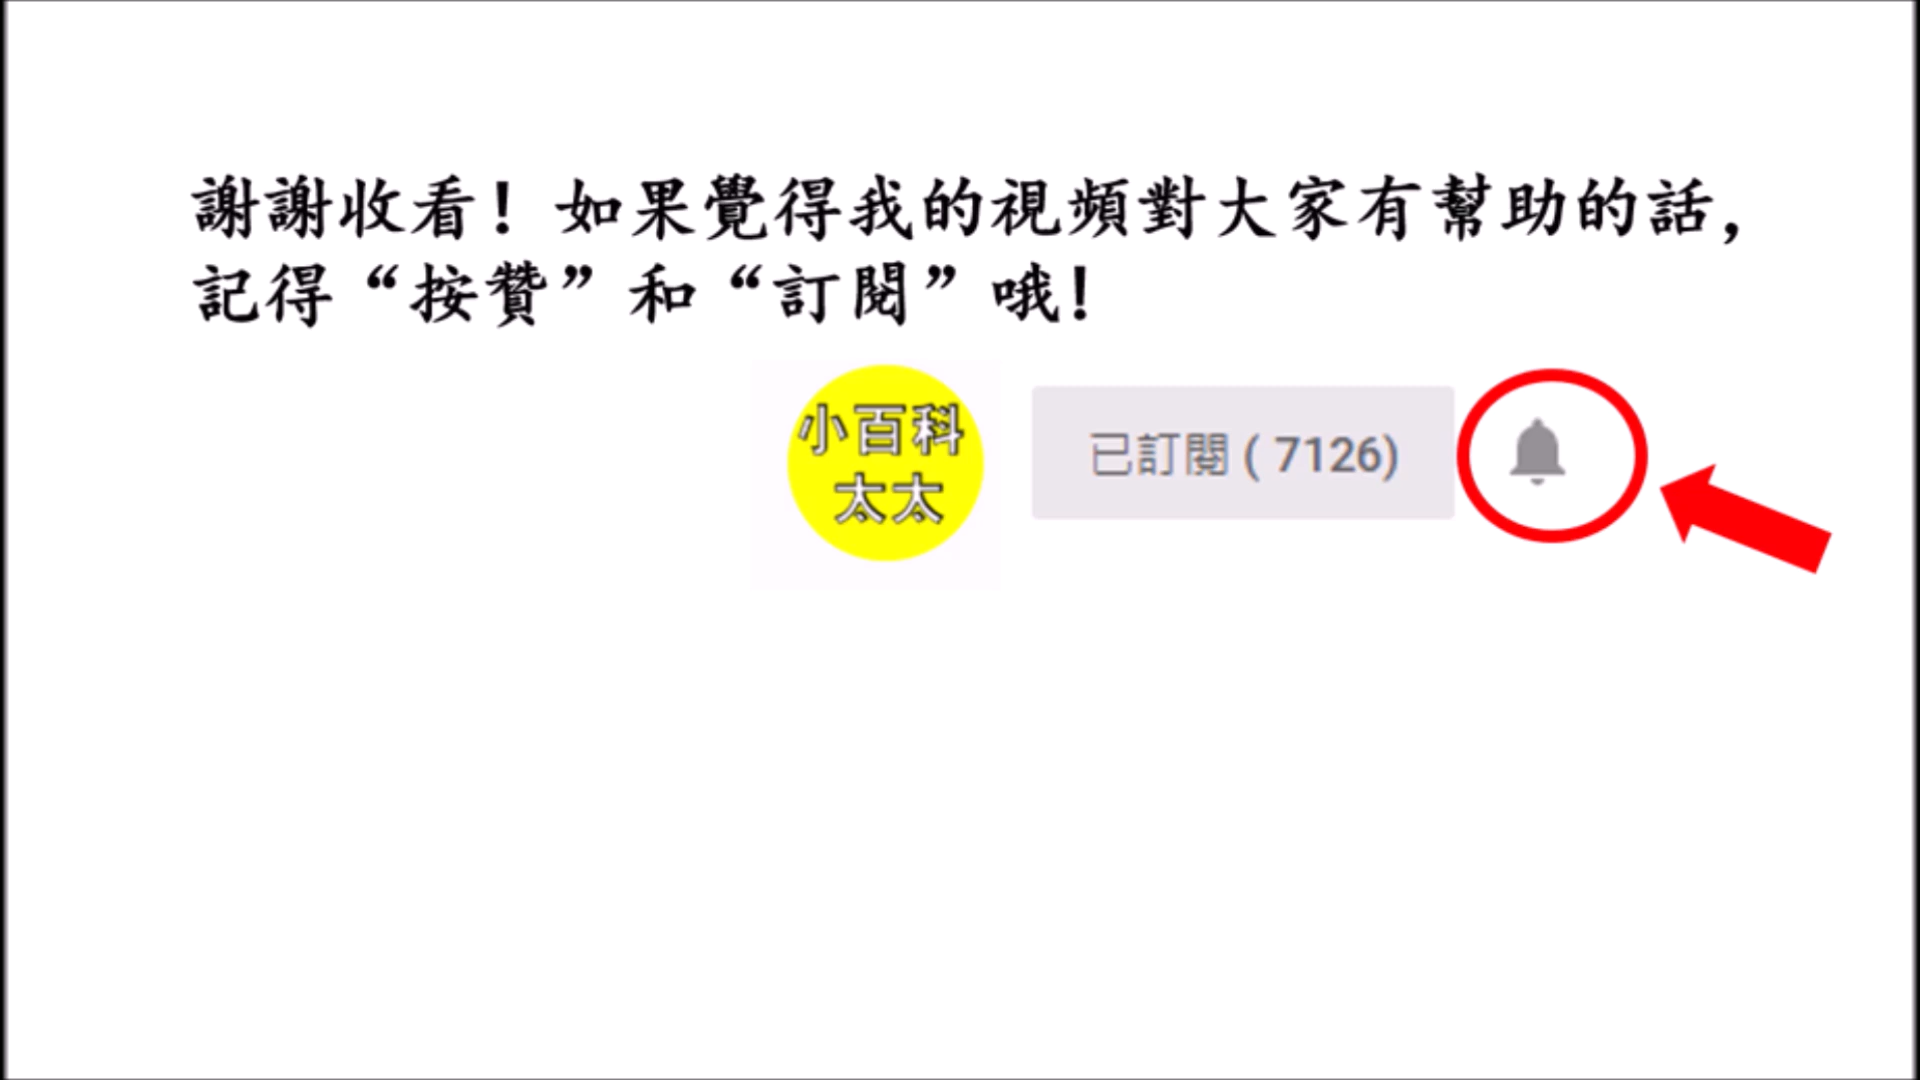 謝謝收看！如果覺得我的視頻對大家有幫助的話，
記得“按贊”和“訂閱”哦！
小百科
太太
已訂閱 ( 7126)